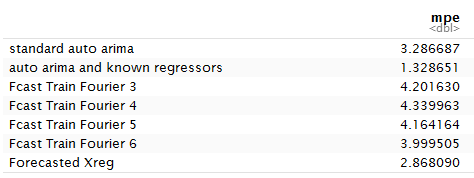 mpe
<dbl>
standard auto arima 3.286687
auto arima and known regressors 1.328651
Fcast Train Fourier 3 4.201630
Fcast Train Fourier 4 4.339963
Fcast Train Fourier 5 4.164164
Fcast Train Fourier 6 3.999505
Forecasted Xreg 2.868090